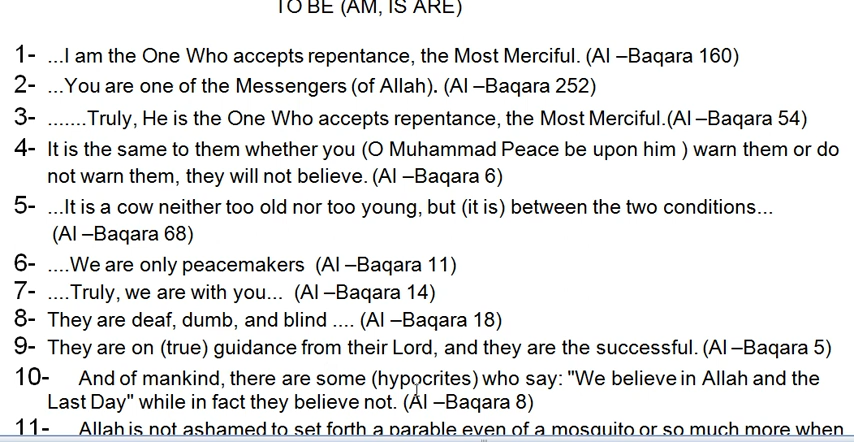 TO BE (AM, IS ARE)
1- ...I am the One Who accepts repentance, the Most Merciful. (Al –Baqara 160)
2- ...You are one of the Messengers (of Allah). (Al –Baqara 252)
3- .......Truly, He is the One Who accepts repentance, the Most Merciful.(Al –Baqara 54)
4- It is the same to them whether you (O Muhammad Peace be upon him ) warn them or do
not warn them, they will not believe. (Al –Baqara 6)
5- ...It is a cow neither too old nor too young, but (it is) between the two conditions...
(Al –Baqara 68)
6- ....We are only peacemakers (Al –Baqara 11)
7- ....Truly, we are with you... (Al –Baqara 14)
8- They are deaf, dumb, and blind .... (Al –Baqara 18)
9- They are on (true) guidance from their Lord, and they are the successful. (Al –Baqara 5)
10- And of mankind, there are some (hypocrites) who say: "We believe in Allah and the
Last Day" while in fact they believe not. (Al –Baqara 8)
11- Allah is not ashamed to set forth a parable even of a mosquito or so much more when